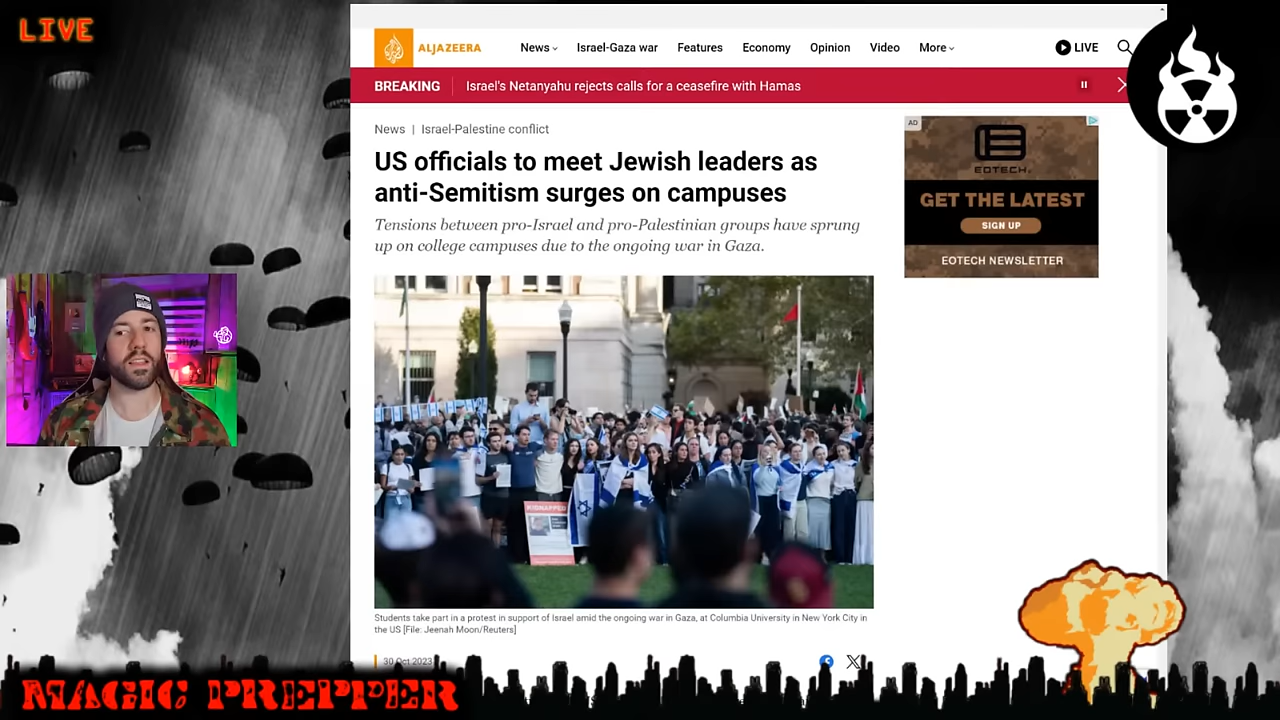 LIVE
ALJAZEERA
News
Israel-Gaza war
Features
Economy
Opinion
Video
More
LIVE
BREAKING
Israel's Netanyahu rejects calls for a ceasefire with Hamas
News | Israel-Palestine conflict
US officials to meet Jewish leaders as
anti-Semitism surges on campuses
Tensions between pro-Israel and pro-Palestinian groups have sprung
up on college campuses due to the ongoing war in Gaza.
AD
EOTECH
GET THE LATEST
SIGN UP
EOTECH NEWSLETTER
KIDNAPPED
Students take part in a protest in support of Israel amid the ongoing war in Gaza, at Columbia University in New York City in
the US [File: Jeenah Moon/Reuters]
30 Oct 2023
MAGIC PREPPER